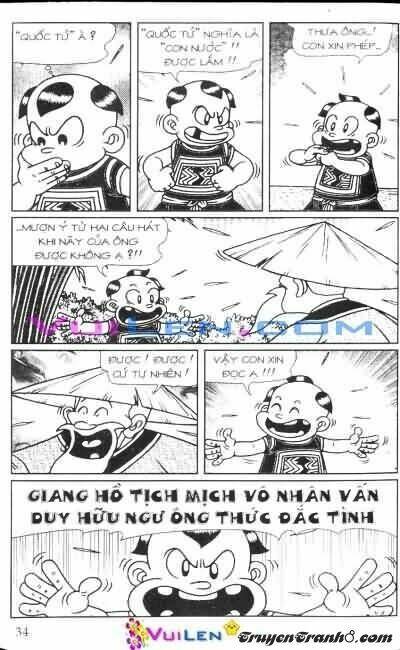 "QUỐC TỬ" À ?
"QUỐC TỬ" NGHĨA LÀ
"CON NƯỚC" !!
ĐƯỢC LẮM !!
THƯA ÔNG..!
CON XIN PHÉP...
...MƯỢN Ý TỪ HAI CÂU HÁT
KHI NÃY CỦA ÔNG
ĐƯỢC KHÔNG Ạ ?!!
VUILEN.COM
ĐƯỢC ! ĐƯỢC !
CỨ TỰ NHIÊN !
VẬY CON XIN
ĐỌC Ạ !!!
GIANG HỒ TỊCH MỊCH VÔ NHÂN VẤN
DUY HỮU NGƯ ÔNG THỨC ĐẮC TÌNH
34
VUILEN
TruyenTranh8.com